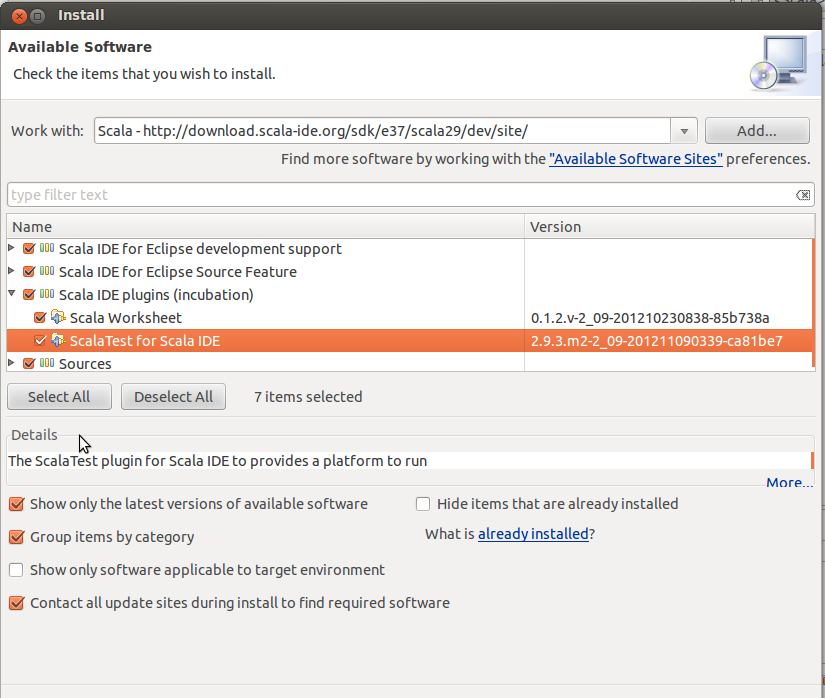 Install
Available Software
Check the items that you wish to install.
Work with: Scala - http://download.scala-ide.org/sdk/e37/scala29/dev/site/ Add...
Find more software by working with the "Available Software Sites" preferences.
type filter text
Name Version
Scala IDE for Eclipse development support
Scala IDE for Eclipse Source Feature
Scala IDE plugins (incubation)
Scala Worksheet 0.1.2.v-2_09-201210230838-85b738a
ScalaTest for Scala IDE 2.9.3.m2-2_09-201211090339-ca81be7
Sources
Select All Deselect All 7 items selected
Details
The ScalaTest plugin for Scala IDE to provides a platform to run
More...
Show only the latest versions of available software Hide items that are already installed
Group items by category What is already installed?
Show only software applicable to target environment
Contact all update sites during install to find required software